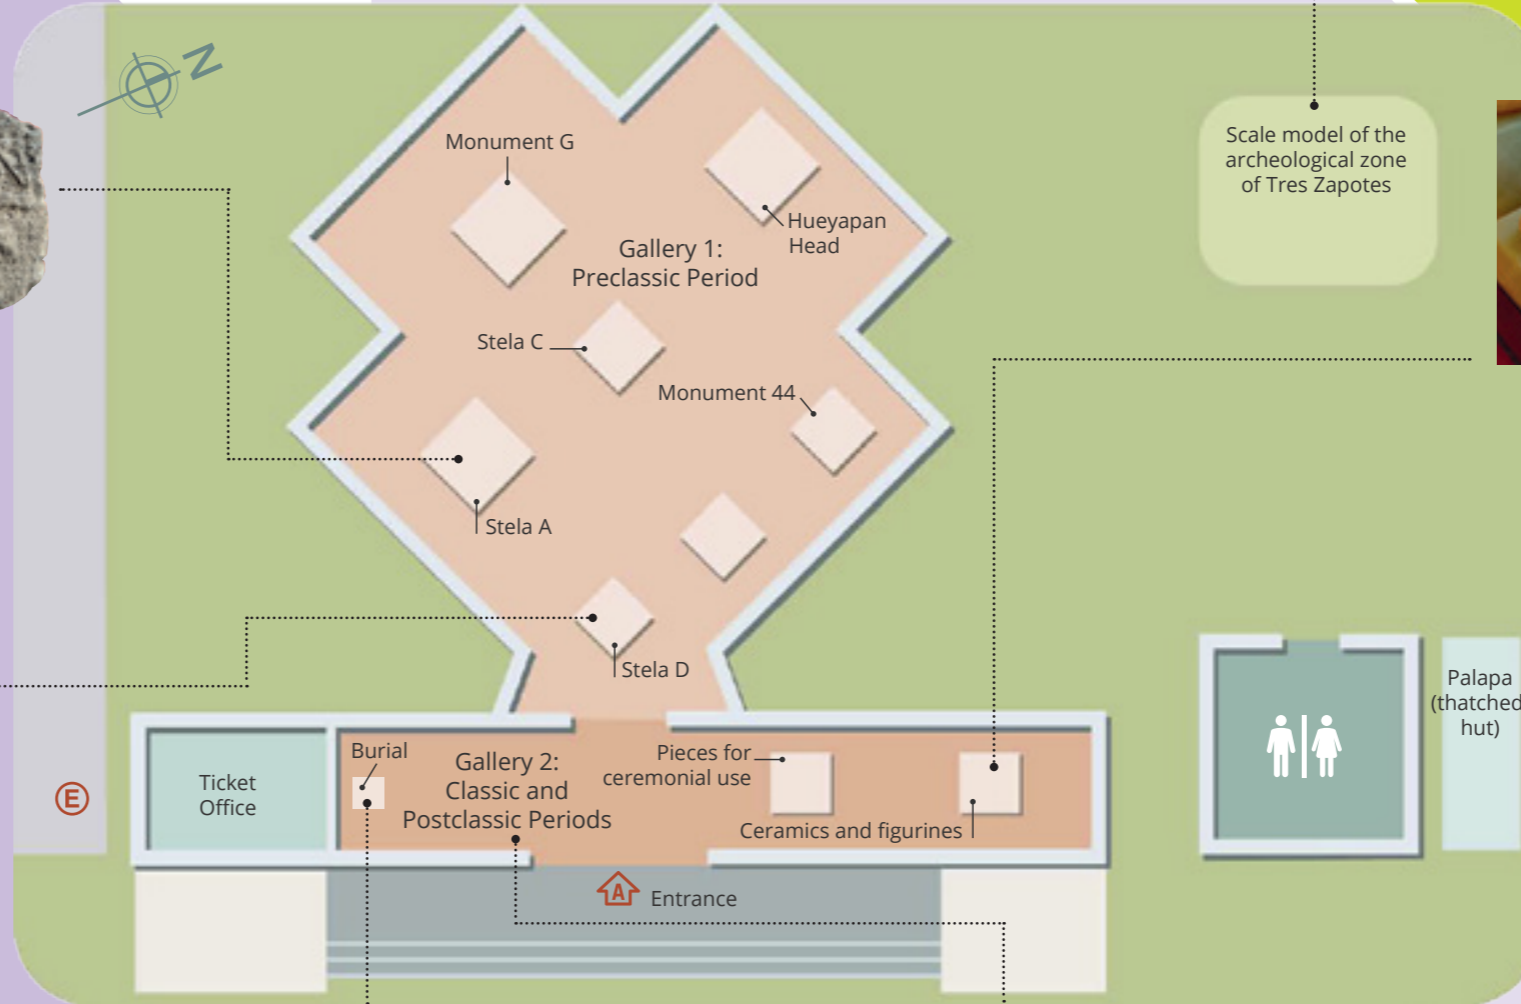 N
Monument G
Hueyapan
Head
Gallery 1:
Preclassic Period
Scale model of the
archeological zone
of Tres Zapotes
Stela C
Monument 44
Stela A
Stela D
Palapa
(thatched
hut)
Ticket
Office
Burial
Gallery 2:
Classic and
Postclassic Periods
Pieces for
ceremonial use
Ceramics and figurines
E
A
Entrance